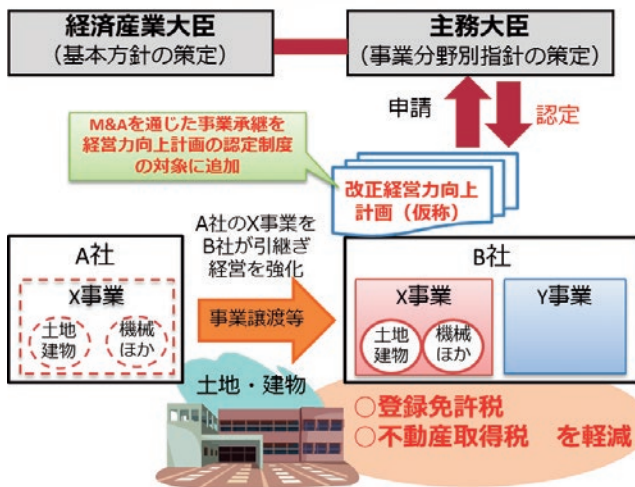 経済産業大臣
(基本方針の策定)
主務大臣
(事業分野別指針の策定)
申請
認定
M&Aを通じた事業承継を
経営力向上計画の認定制度
の対象に追加
改正経営力向上
計画(仮称)
A社のX事業を
B社が引継ぎ
経営を強化
A社
X事業
土地
建物
機械
ほか
事業譲渡等
B社
X事業
土地
建物
機械
ほか
Y事業
土地・建物
○登録免許税
○不動産取得税 を軽減